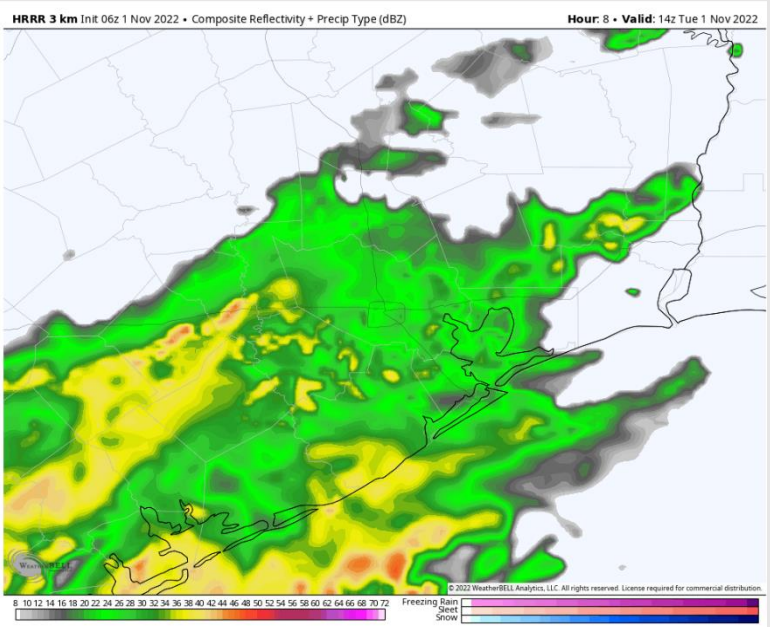 HRRR 3 km Init 06z 1 Nov 2022 • Composite Reflectivity + Precip Type (dBZ) Hour: 8 • Valid: 14z Tue 1 Nov 2022
WeatherBELL
© 2022 WeatherBELL Analytics, LLC. All rights reserved. License required for commercial distribution.
8 10 12 14 16 18 20 22 24 26 28 30 32 34 36 38 40 42 44 46 48 50 52 54 56 58 60 62 64 66 68 70 72
Freezing Rain
Sleet
Snow